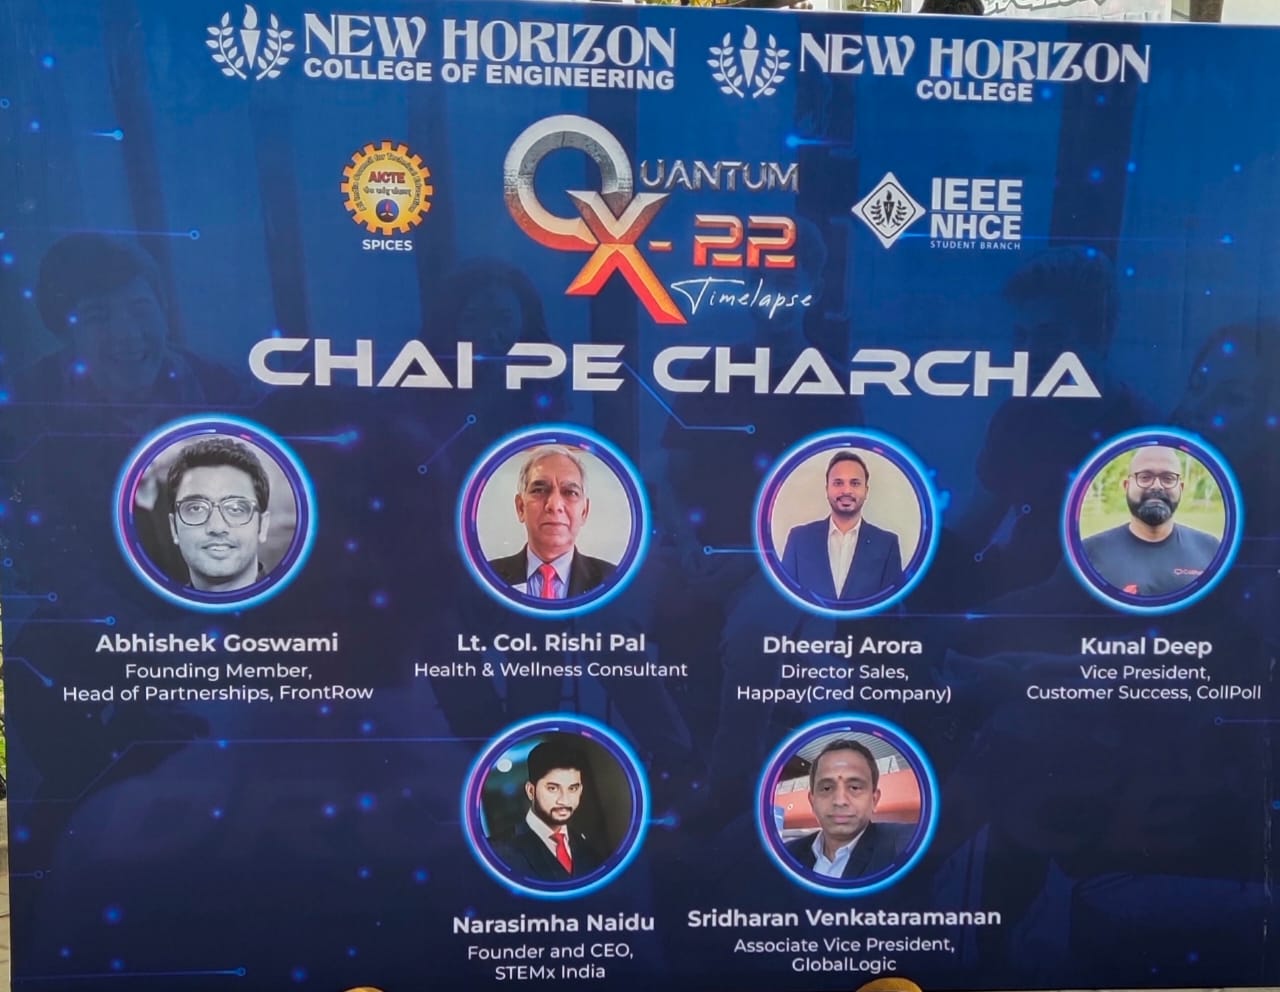 NEW HORIZON
COLLEGE OF ENGINEERING
NEW HORIZON
COLLEGE
AICTE
SPICES
QUANTUM
X-22
Timelapse
IEEE
NHCE
STUDENT BRANCH
CHAI PE CHARCHA
Abhishek Goswami
Founding Member,
Head of Partnerships, FrontRow
Lt. Col. Rishi Pal
Health & Wellness Consultant
Dheeraj Arora
Director Sales,
Happay(Cred Company)
Kunal Deep
Vice President,
Customer Success, CollPoll
Narasimha Naidu
Founder and CEO,
STEMx India
Sridharan Venkataramanan
Associate Vice President,
GlobalLogic